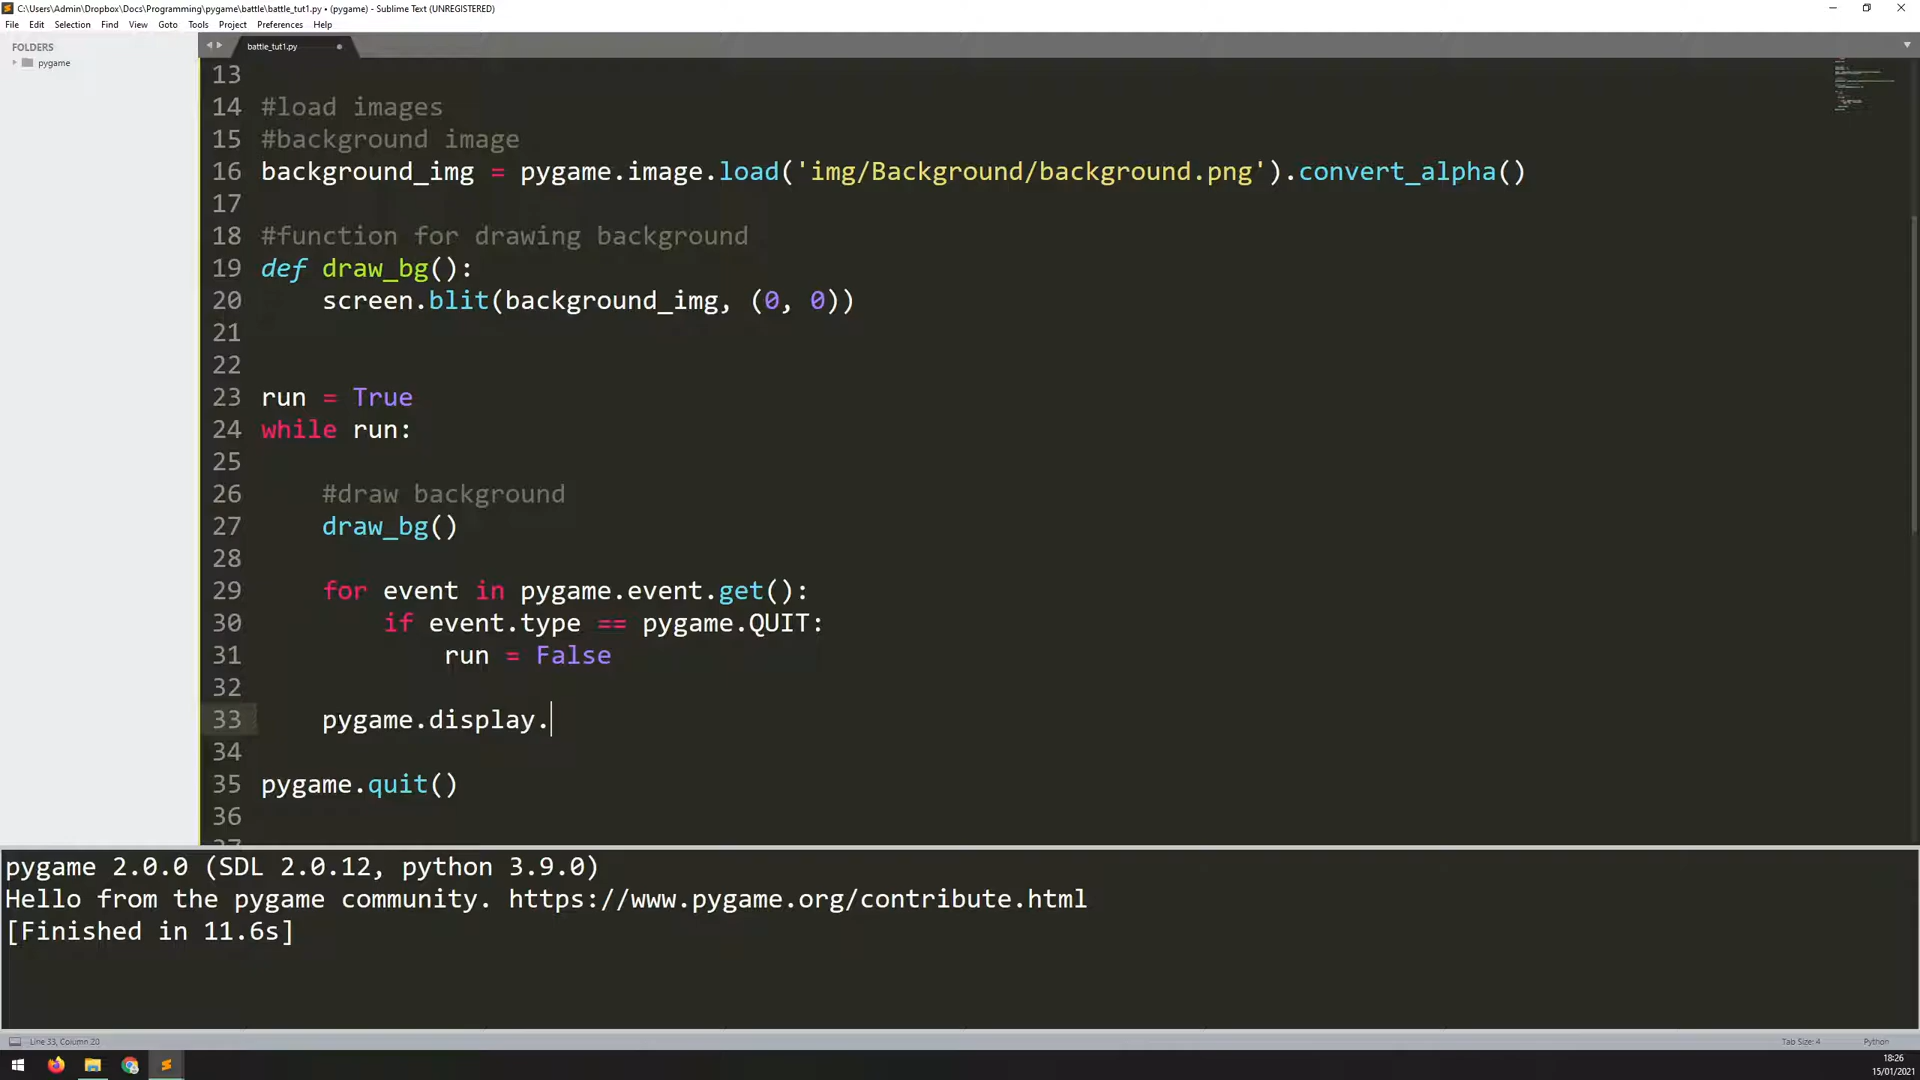 C:\Users\Admin\Dropbox\Docs\Programming\pygame\battle\battle_tut1.py • (pygame) - Sublime Text (UNREGISTERED)
File Edit Selection Find View Goto Tools Project Preferences Help
FOLDERS
pygame
battle_tut1.py
13
14 #load images
15 #background image
16 background_img = pygame.image.load('img/Background/background.png').convert_alpha()
17
18 #function for drawing background
19 def draw_bg():
20     screen.blit(background_img, (0, 0))
21
22
23 run = True
24 while run:
25
26     #draw background
27     draw_bg()
28
29     for event in pygame.event.get():
30         if event.type == pygame.QUIT:
31             run = False
32
33     pygame.display.
34
35 pygame.quit()
36
37
pygame 2.0.0 (SDL 2.0.12, python 3.9.0)
Hello from the pygame community. https://www.pygame.org/contribute.html
[Finished in 11.6s]
Line 33, Column 20
Tab Size: 4
Python
18:26
15/01/2021